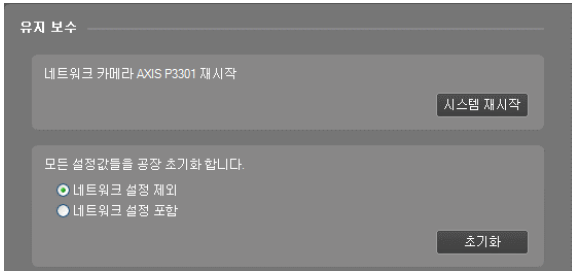 유지 보수
네트워크 카메라 AXIS P3301 재시작
시스템 재시작
모든 설정값들을 공장 초기화 합니다.
네트워크 설정 제외
네트워크 설정 포함
초기화